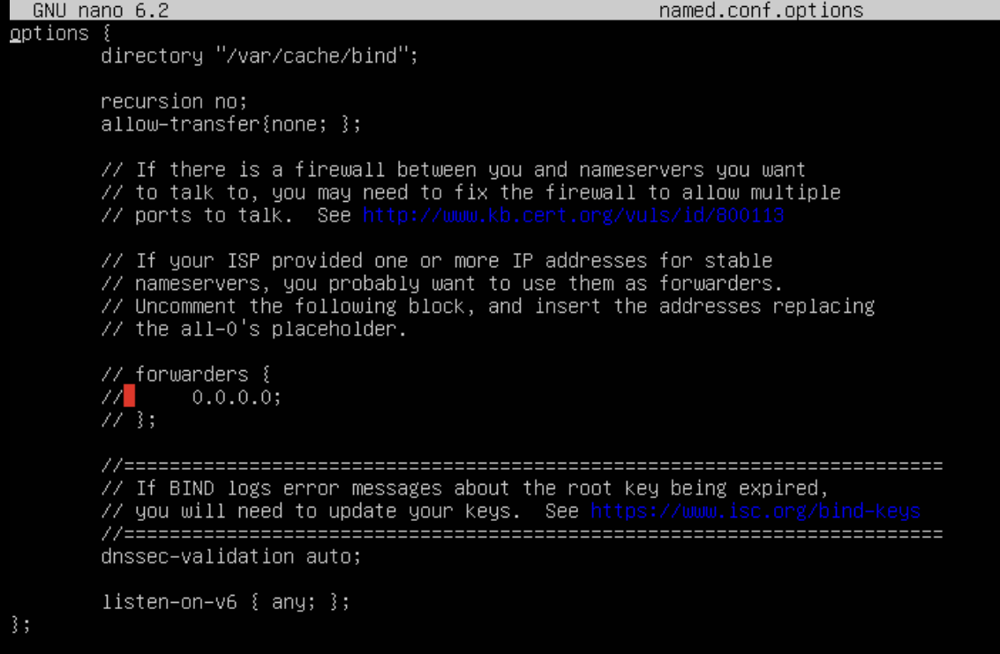 GNU nano 6.2 named.conf.options
options {
directory "/var/cache/bind";
recursion no;
allow-transfer{none; };
// If there is a firewall between you and nameservers you want
// to talk to, you may need to fix the firewall to allow multiple
// ports to talk.  See http://www.kb.cert.org/vuls/id/800113
// If your ISP provided one or more IP addresses for stable
// nameservers, you probably want to use them as forwarders.
// Uncomment the following block, and insert the addresses replacing
// the all-0's placeholder.
// forwarders {
//      0.0.0.0;
// };
//========================================================================
// If BIND logs error messages about the root key being expired,
// you will need to update your keys.  See https://www.isc.org/bind-keys
//========================================================================
dnssec-validation auto;
listen-on-v6 { any; };
};